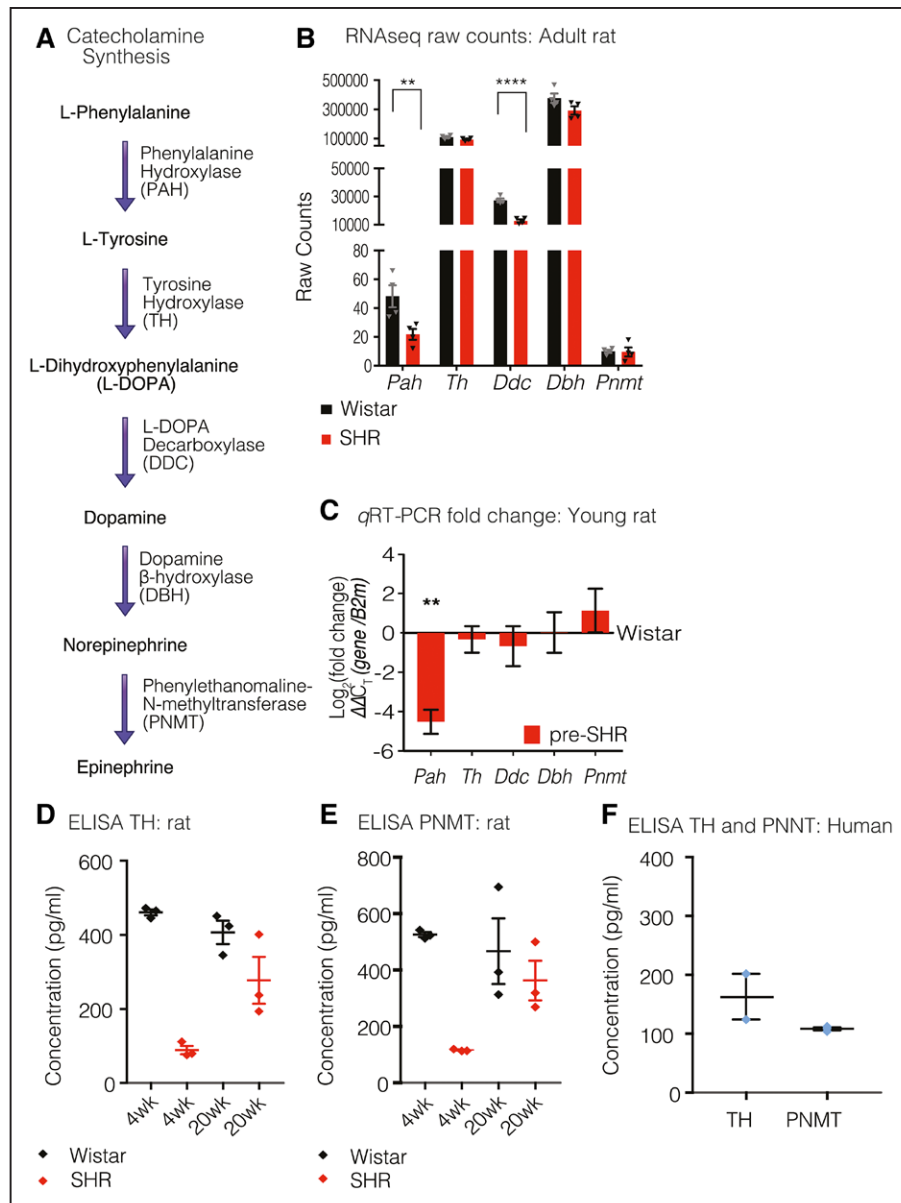 A Catecholamine
Synthesis
L-Phenylalanine
Phenylalanine
Hydroxylase
(PAH)
L-Tyrosine
Tyrosine
Hydroxylase
(TH)
L-Dihydroxyphenylalanine
(L-DOPA)
L-DOPA
Decarboxylase
(DDC)
Dopamine
Dopamine
β-hydroxylase
(DBH)
Norepinephrine
Phenylethanomaline-
N-methyltransferase
(PNMT)
Epinephrine
B RNAseq raw counts: Adult rat
500000
300000
100000
50000
30000
10000
80
60
40
20
0
Raw Counts
**
****
Pah Th Ddc Dbh Pnmt
Wistar
SHR
C qRT-PCR fold change: Young rat
Log2(fold change)
ΔΔCT (gene /B2m)
4
2
0
-2
-4
-6
**
Wistar
pre-SHR
Pah Th Ddc Dbh Pnmt
D ELISA TH: rat
Concentration (pg/ml)
600
400
200
0
4wk 4wk 20wk 20wk
Wistar
SHR
E ELISA PNMT: rat
Concentration (pg/ml)
800
600
400
200
0
4wk 4wk 20wk 20wk
Wistar
SHR
F ELISA TH and PNNT: Human
Concentration (pg/ml)
400
300
200
100
0
TH PNMT